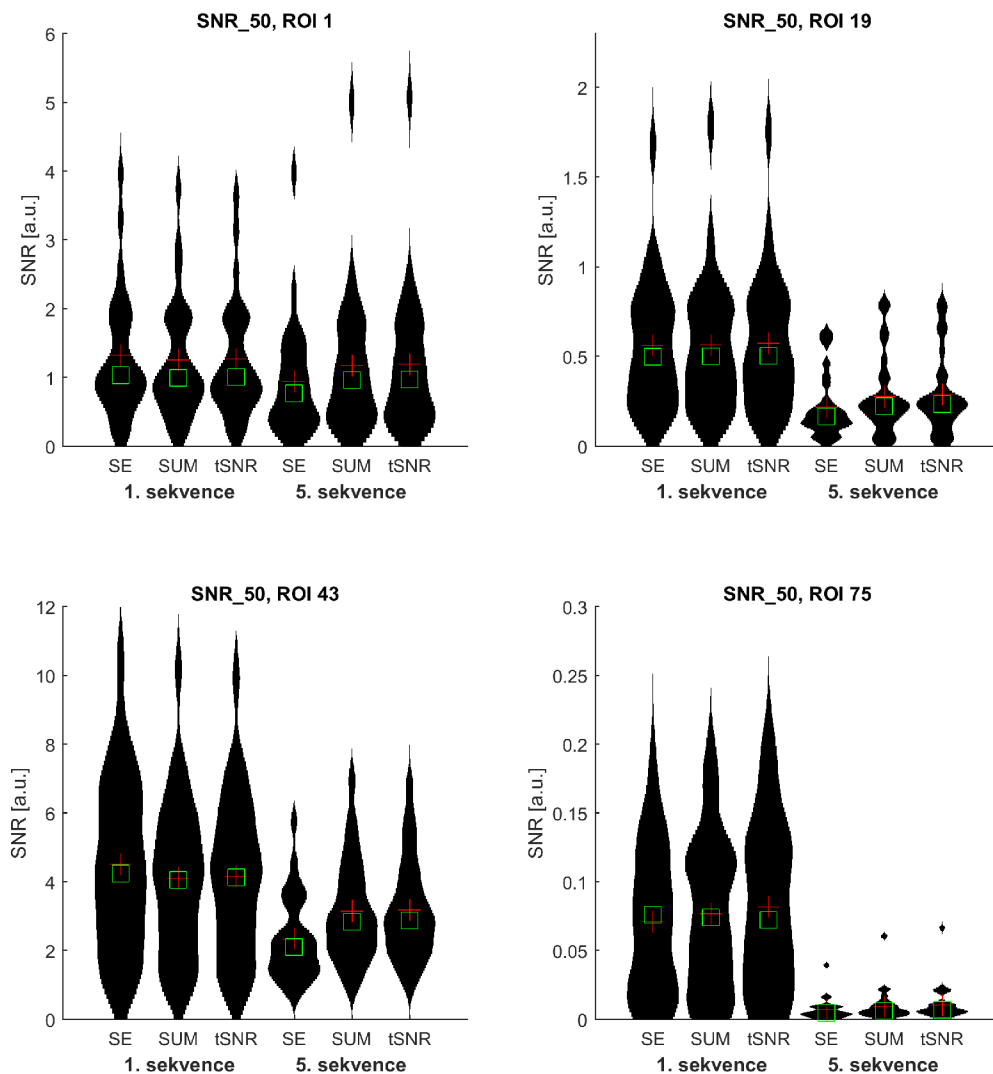 SNR_50, ROI 1
6
5
4
3
2
1
0
SNR [a.u.]
SE SUM tSNR SE SUM tSNR
1. sekvence 5. sekvence
SNR_50, ROI 19
2
1.5
1
0.5
0
SNR [a.u.]
SE SUM tSNR SE SUM tSNR
1. sekvence 5. sekvence
SNR_50, ROI 43
12
10
8
6
4
2
0
SNR [a.u.]
SE SUM tSNR SE SUM tSNR
1. sekvence 5. sekvence
SNR_50, ROI 75
0.3
0.25
0.2
0.15
0.1
0.05
0
SNR [a.u.]
SE SUM tSNR SE SUM tSNR
1. sekvence 5. sekvence